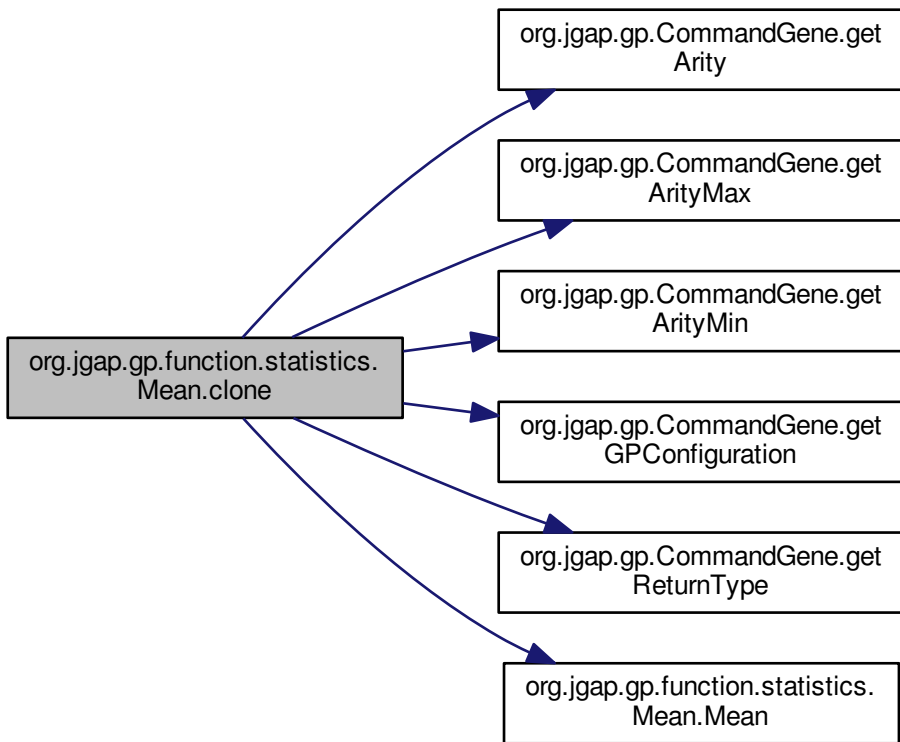 org.jgap.gp.CommandGene.get
Arity
org.jgap.gp.CommandGene.get
ArityMax
org.jgap.gp.CommandGene.get
ArityMin
org.jgap.gp.function.statistics.
Mean.clone
org.jgap.gp.CommandGene.get
GPConfiguration
org.jgap.gp.CommandGene.get
ReturnType
org.jgap.gp.function.statistics.
Mean.Mean